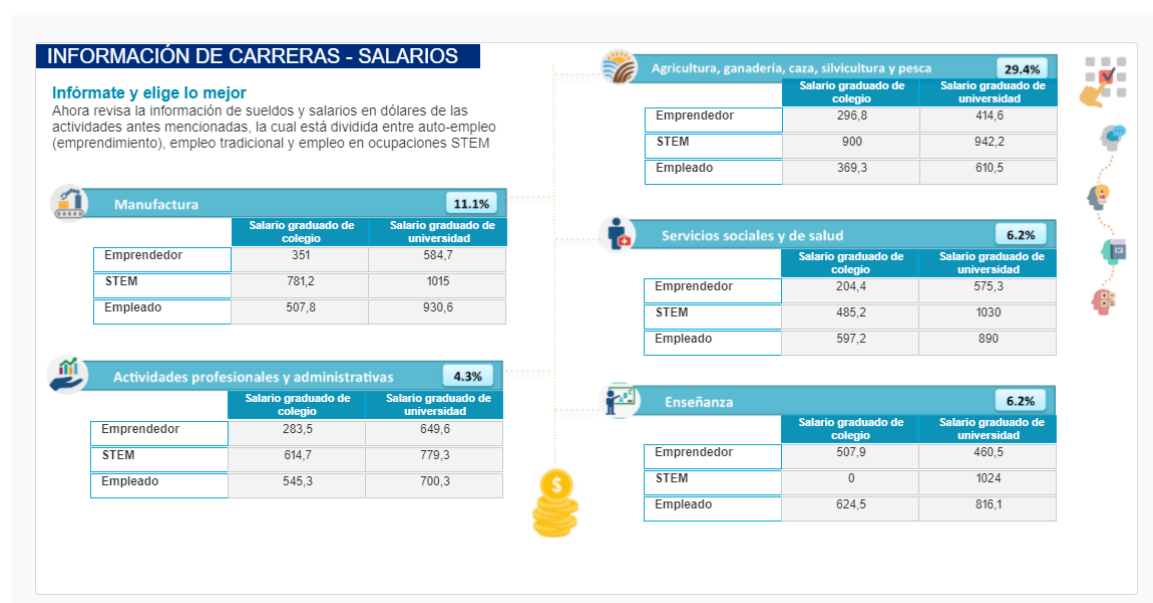 INFORMACIÓN DE CARRERAS - SALARIOS
Infórmate y elige lo mejor
Ahora revisa la información de sueldos y salarios en dólares de las
actividades antes mencionadas, la cual está dividida entre auto-empleo
(emprendimiento), empleo tradicional y empleo en ocupaciones STEM
Manufactura 11.1%
Salario graduado de colegio Salario graduado de universidad
Emprendedor 351 584,7
STEM 781,2 1015
Empleado 507,8 930,6
Actividades profesionales y administrativas 4.3%
Salario graduado de colegio Salario graduado de universidad
Emprendedor 283,5 649,6
STEM 614,7 779,3
Empleado 545,3 700,3
Agricultura, ganadería, caza, silvicultura y pesca 29.4%
Salario graduado de colegio Salario graduado de universidad
Emprendedor 296,8 414,6
STEM 900 942,2
Empleado 369,3 610,5
Servicios sociales y de salud 6.2%
Salario graduado de colegio Salario graduado de universidad
Emprendedor 204,4 575,3
STEM 485,2 1030
Empleado 597,2 890
Enseñanza 6.2%
Salario graduado de colegio Salario graduado de universidad
Emprendedor 507,9 460,5
STEM 0 1024
Empleado 624,5 816,1
$